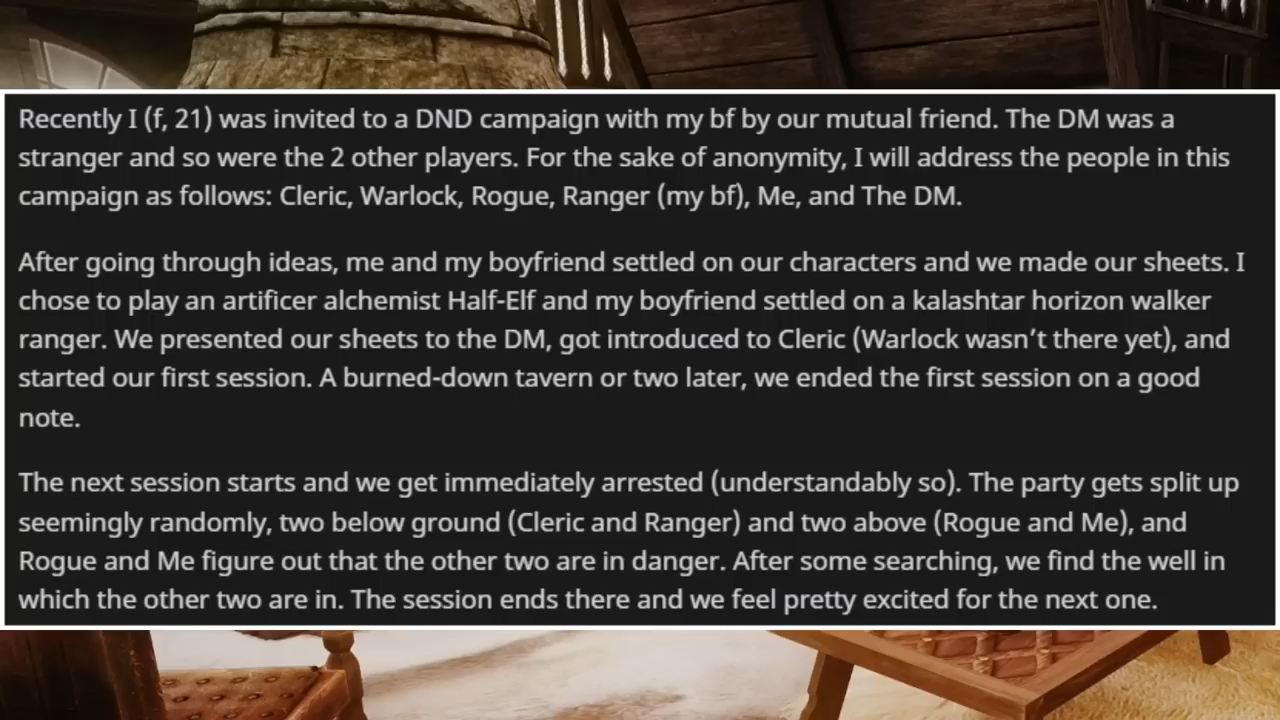 Recently I (f, 21) was invited to a DND campaign with my bf by our mutual friend. The DM was a
stranger and so were the 2 other players. For the sake of anonymity, I will address the people in this
campaign as follows: Cleric, Warlock, Rogue, Ranger (my bf), Me, and The DM.
After going through ideas, me and my boyfriend settled on our characters and we made our sheets. I
chose to play an artificer alchemist Half-Elf and my boyfriend settled on a kalashtar horizon walker
ranger. We presented our sheets to the DM, got introduced to Cleric (Warlock wasn’t there yet), and
started our first session. A burned-down tavern or two later, we ended the first session on a good
note.
The next session starts and we get immediately arrested (understandably so). The party gets split up
seemingly randomly, two below ground (Cleric and Ranger) and two above (Rogue and Me), and
Rogue and Me figure out that the other two are in danger. After some searching, we find the well in
which the other two are in. The session ends there and we feel pretty excited for the next one.